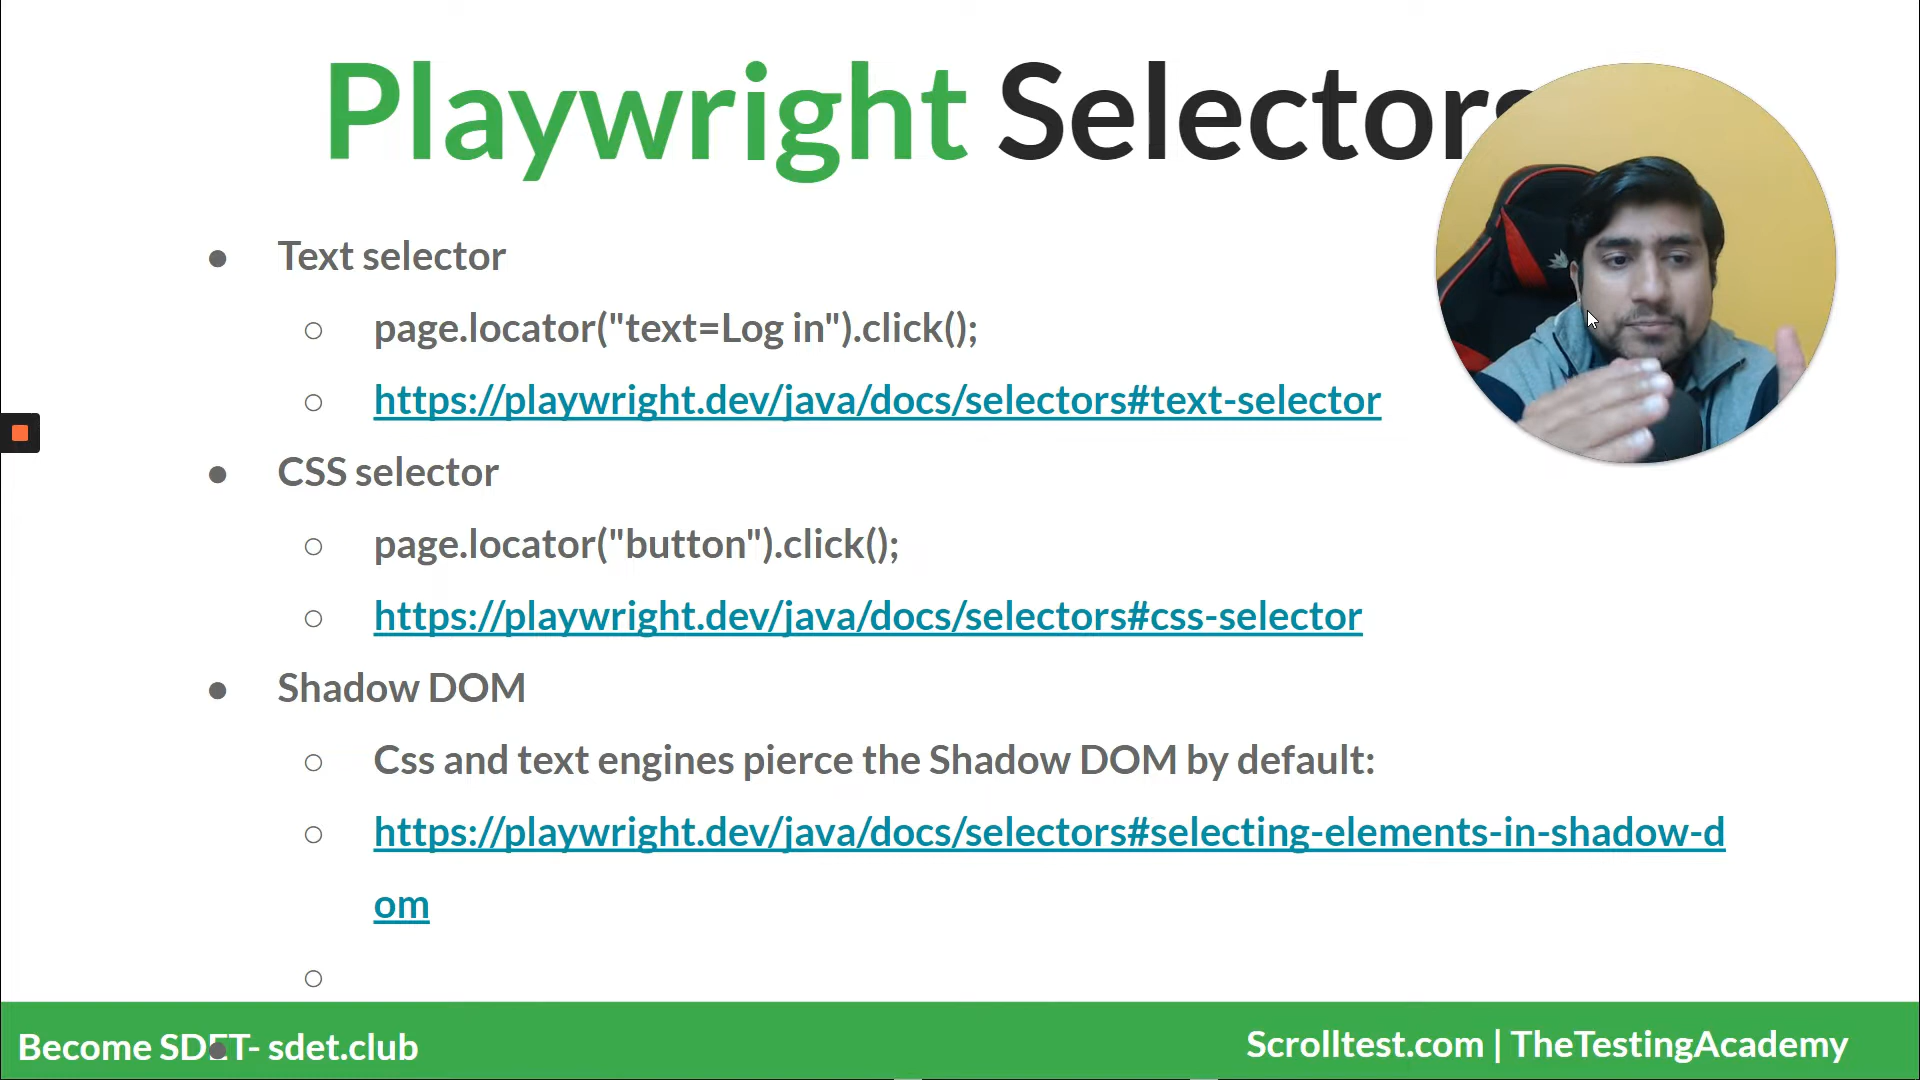 Playwright Selectors
Text selector
page.locator("text=Log in").click();
https://playwright.dev/java/docs/selectors#text-selector
CSS selector
page.locator("button").click();
https://playwright.dev/java/docs/selectors#css-selector
Shadow DOM
Css and text engines pierce the Shadow DOM by default:
https://playwright.dev/java/docs/selectors#selecting-elements-in-shadow-d
om
Become SDET- sdet.club
Scrolltest.com | TheTestingAcademy